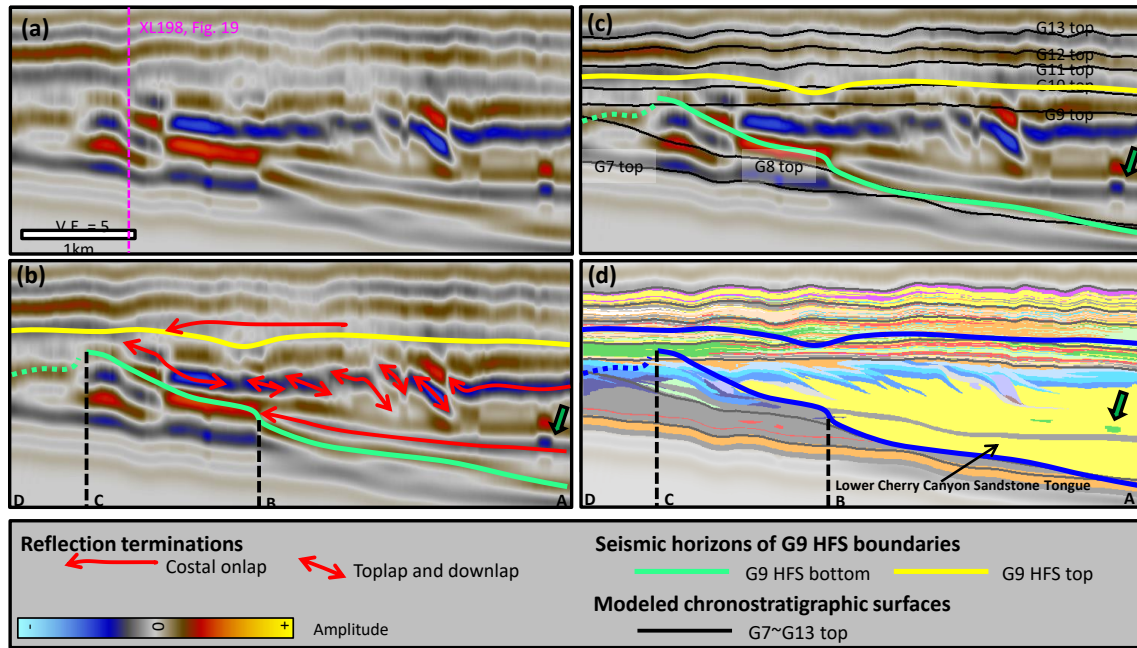 (a)
XL198, Fig. 19
V.E. = 5
1km
(c)
G13 top
G12 top
G11 top
G10 top
G9 top
G7 top
G8 top
(b)
D
C
B
A
(d)
Lower Cherry Canyon Sandstone Tongue
D
C
B
A
Reflection terminations
Costal onlap
Toplap and downlap
-
0
+
Amplitude
Seismic horizons of G9 HFS boundaries
G9 HFS bottom
G9 HFS top
Modeled chronostratigraphic surfaces
G7~G13 top